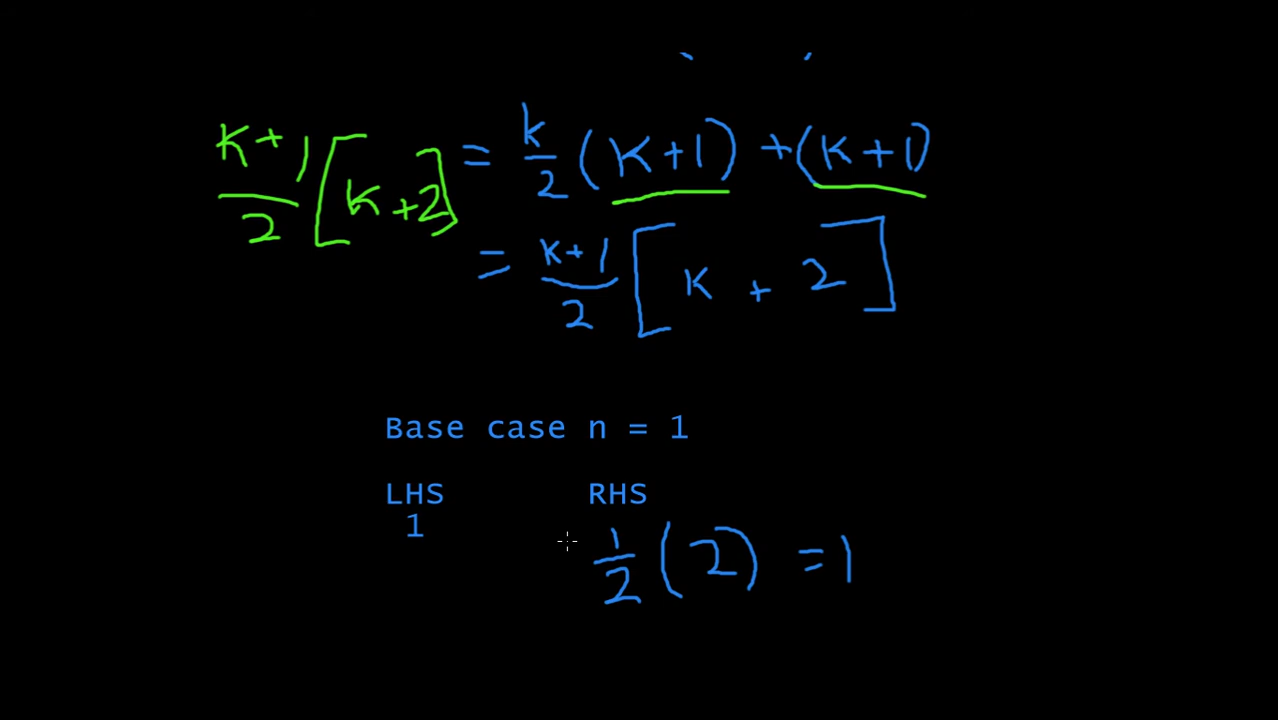 k+1/2 [k+2] = k/2 (k+1) + (k+1)
= k+1/2 [k + 2]
Base case n = 1
LHS RHS
1 1/2 (2) = 1